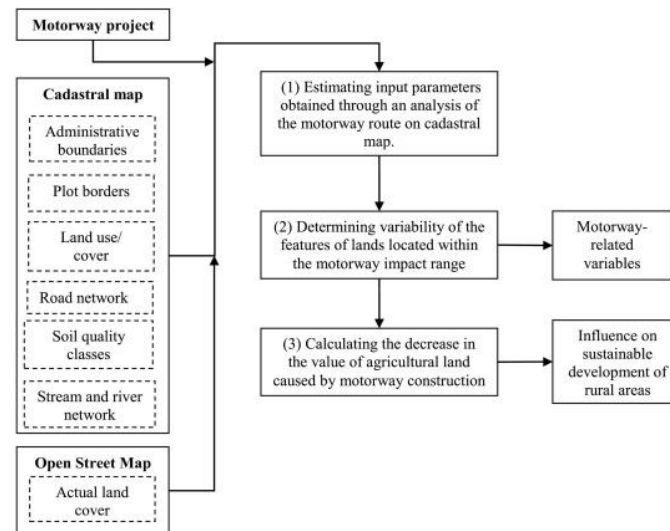 Motorway project
Cadastral map
Administrative
boundaries
Plot borders
Land use/
cover
Road network
Soil quality
classes
Stream and river
network
Open Street Map
Actual land
cover
(1) Estimating input parameters
obtained through an analysis of
the motorway route on cadastral
map.
(2) Determining variability of the
features of lands located within
the motorway impact range
Motorway-
related
variables
(3) Calculating the decrease in
the value of agricultural land
caused by motorway construction
Influence on
sustainable
development of
rural areas